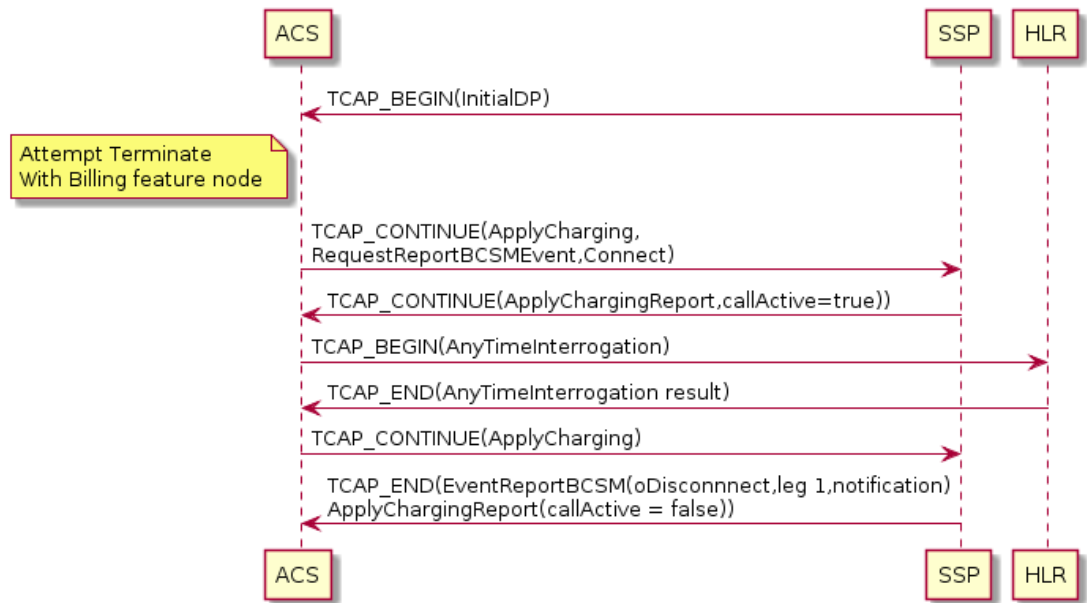 ACS SSP HLR
TCAP_BEGIN(InitialDP)
Attempt Terminate
With Billing feature node
TCAP_CONTINUE(ApplyCharging,
RequestReportBCSMEvent,Connect)
TCAP_CONTINUE(ApplyChargingReport,callActive=true))
TCAP_BEGIN(AnyTimeInterrogation)
TCAP_END(AnyTimeInterrogation result)
TCAP_CONTINUE(ApplyCharging)
TCAP_END(EventReportBCSM(oDisconnnect,leg 1,notification)
ApplyChargingReport(callActive = false))
ACS SSP HLR